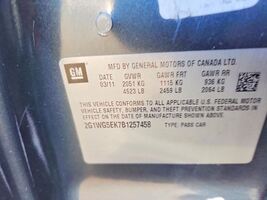 MFD BY GENERAL MOTORS OF CANADA LTD.
GM DATE GVWR GAWR FRT GAWR RR
03/11 2051 KG 1115 KG 936 KG
4523 LB 2459 LB 2064 LB
THIS VEHICLE CONFORMS TO ALL APPLICABLE U.S. FEDERAL
MOTOR VEHICLE SAFETY, BUMPER, AND THEFT PREVENTION STANDARDS
IN EFFECT ON THE DATE OF MANUFACTURE SHOWN ABOVE.
2G1WG5EK7B1257458 TYPE: PASS CAR